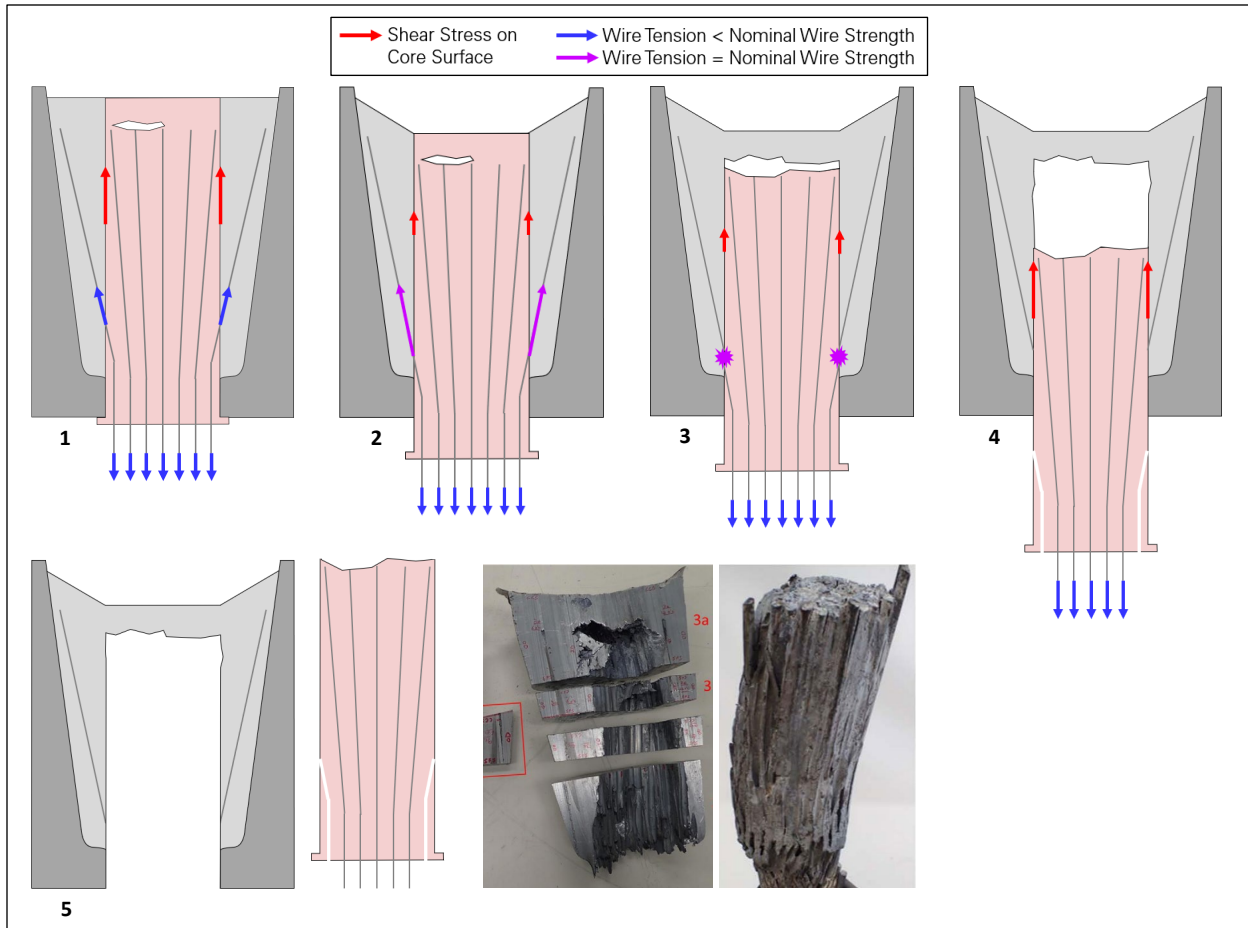 Shear Stress on
Core Surface
Wire Tension < Nominal Wire Strength
Wire Tension = Nominal Wire Strength
1
2
3
4
5
3a
3